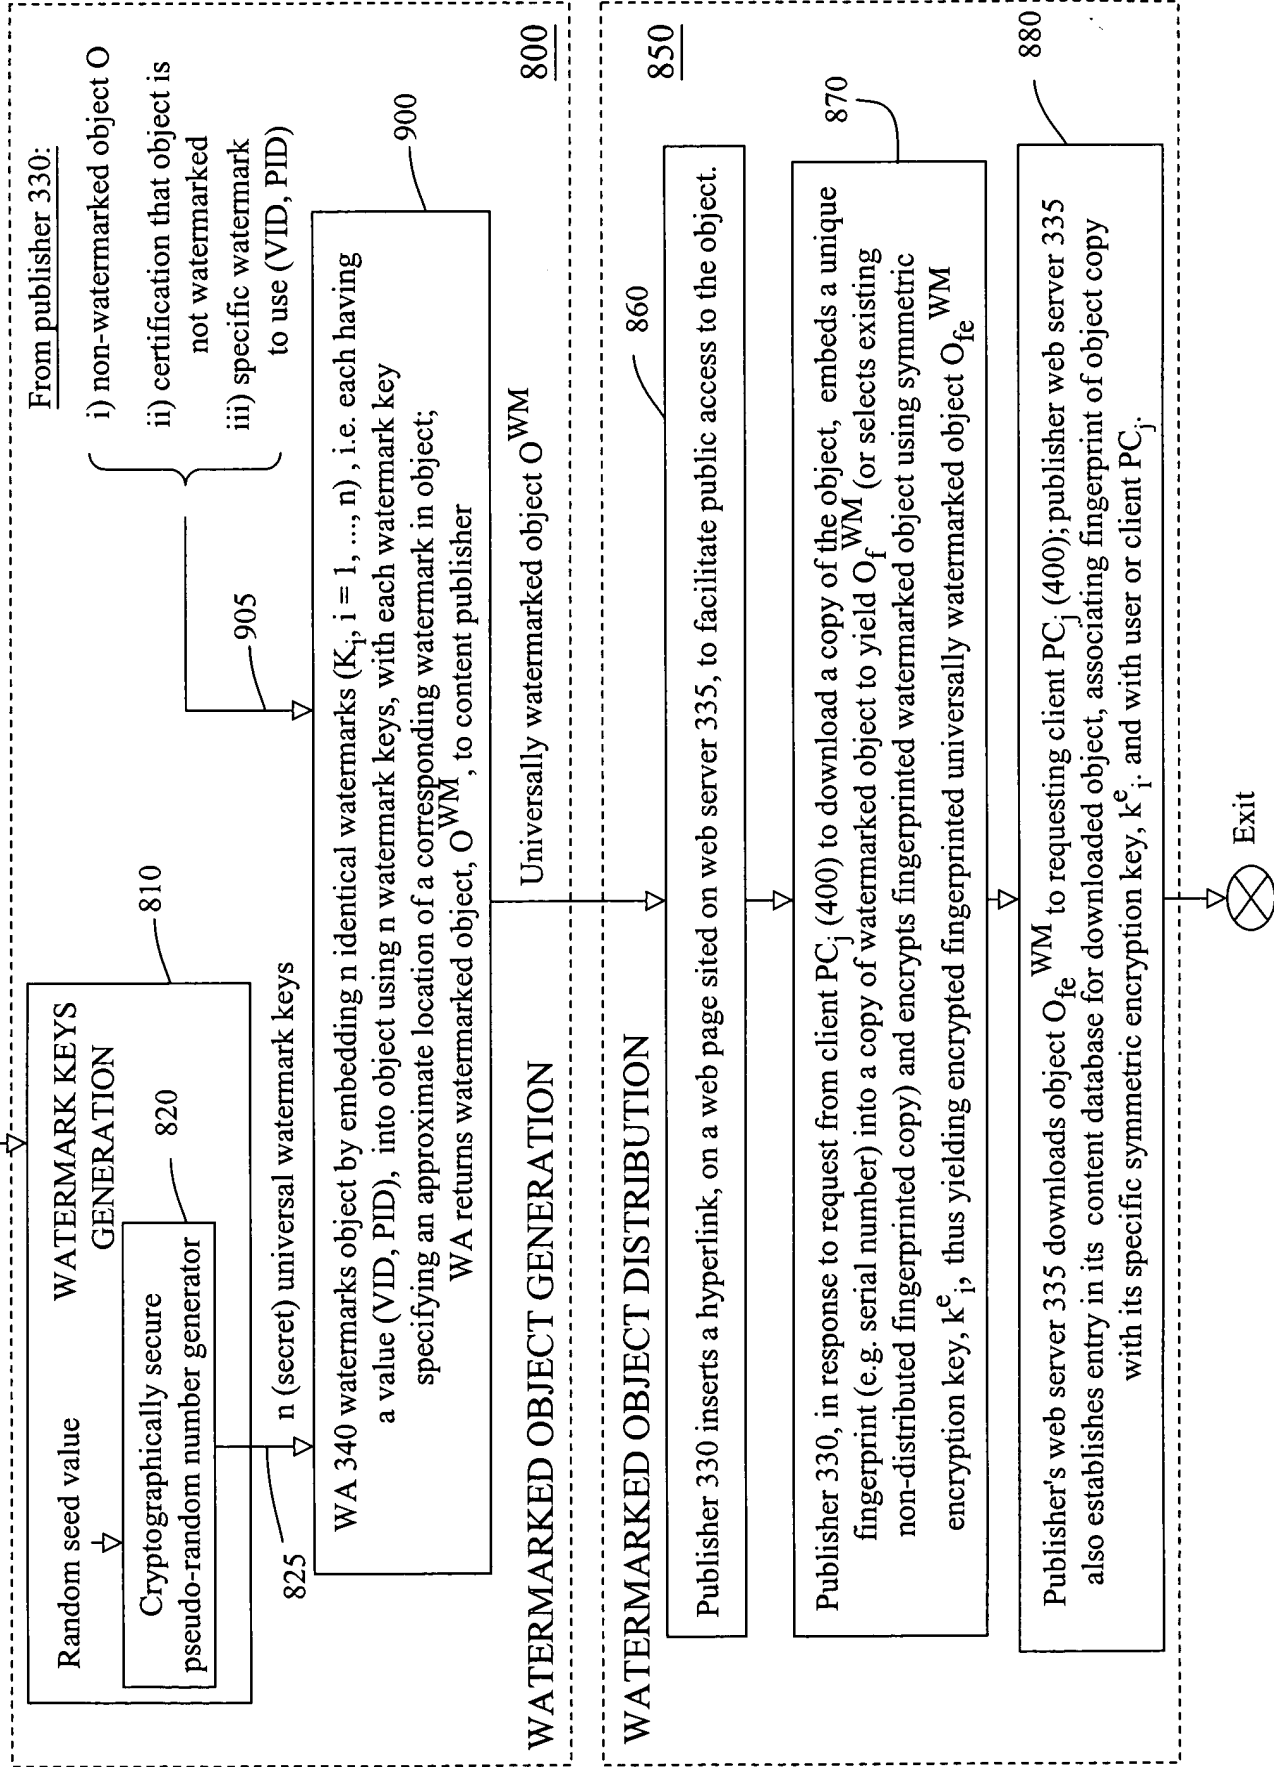 Random seed value
WATERMARK KEYS
GENERATION
810
820
Cryptographically secure
pseudo-random number generator
825
n (secret) universal watermark keys
From publisher 330:
i) non-watermarked object O
ii) certification that object is
not watermarked
iii) specific watermark
to use (VID, PID)
905
900
WA 340 watermarks object by embedding n identical watermarks (K_i, i = 1, ..., n) , i.e. each having
a value (VID, PID), into object using n watermark keys, with each watermark key
specifying an approximate location of a corresponding watermark in object;
WA returns watermarked object, O^WM, to content publisher
Universally watermarked object O^WM
WATERMARKED OBJECT GENERATION
800
WATERMARKED OBJECT DISTRIBUTION
850
860
Publisher 330 inserts a hyperlink, on a web page sited on web server 335, to facilitate public access to the object.
870
Publisher 330, in response to request from client PC_j (400) to download a copy of the object, embeds a unique
fingerprint (e.g. serial number) into a copy of watermarked object to yield O_f^WM (or selects existing
non-distributed fingerprinted copy) and encrypts fingerprinted watermarked object using symmetric
encryption key, k^e_i, thus yielding encrypted fingerprinted universally watermarked object O_fe^WM
880
Publisher's web server 335 downloads object O_fe^WM to requesting client PC_j (400); publisher web server 335
also establishes entry in its content database for downloaded object, associating fingerprint of object copy
with its specific symmetric encryption key, k^e_i. and with user or client PC_j.
Exit